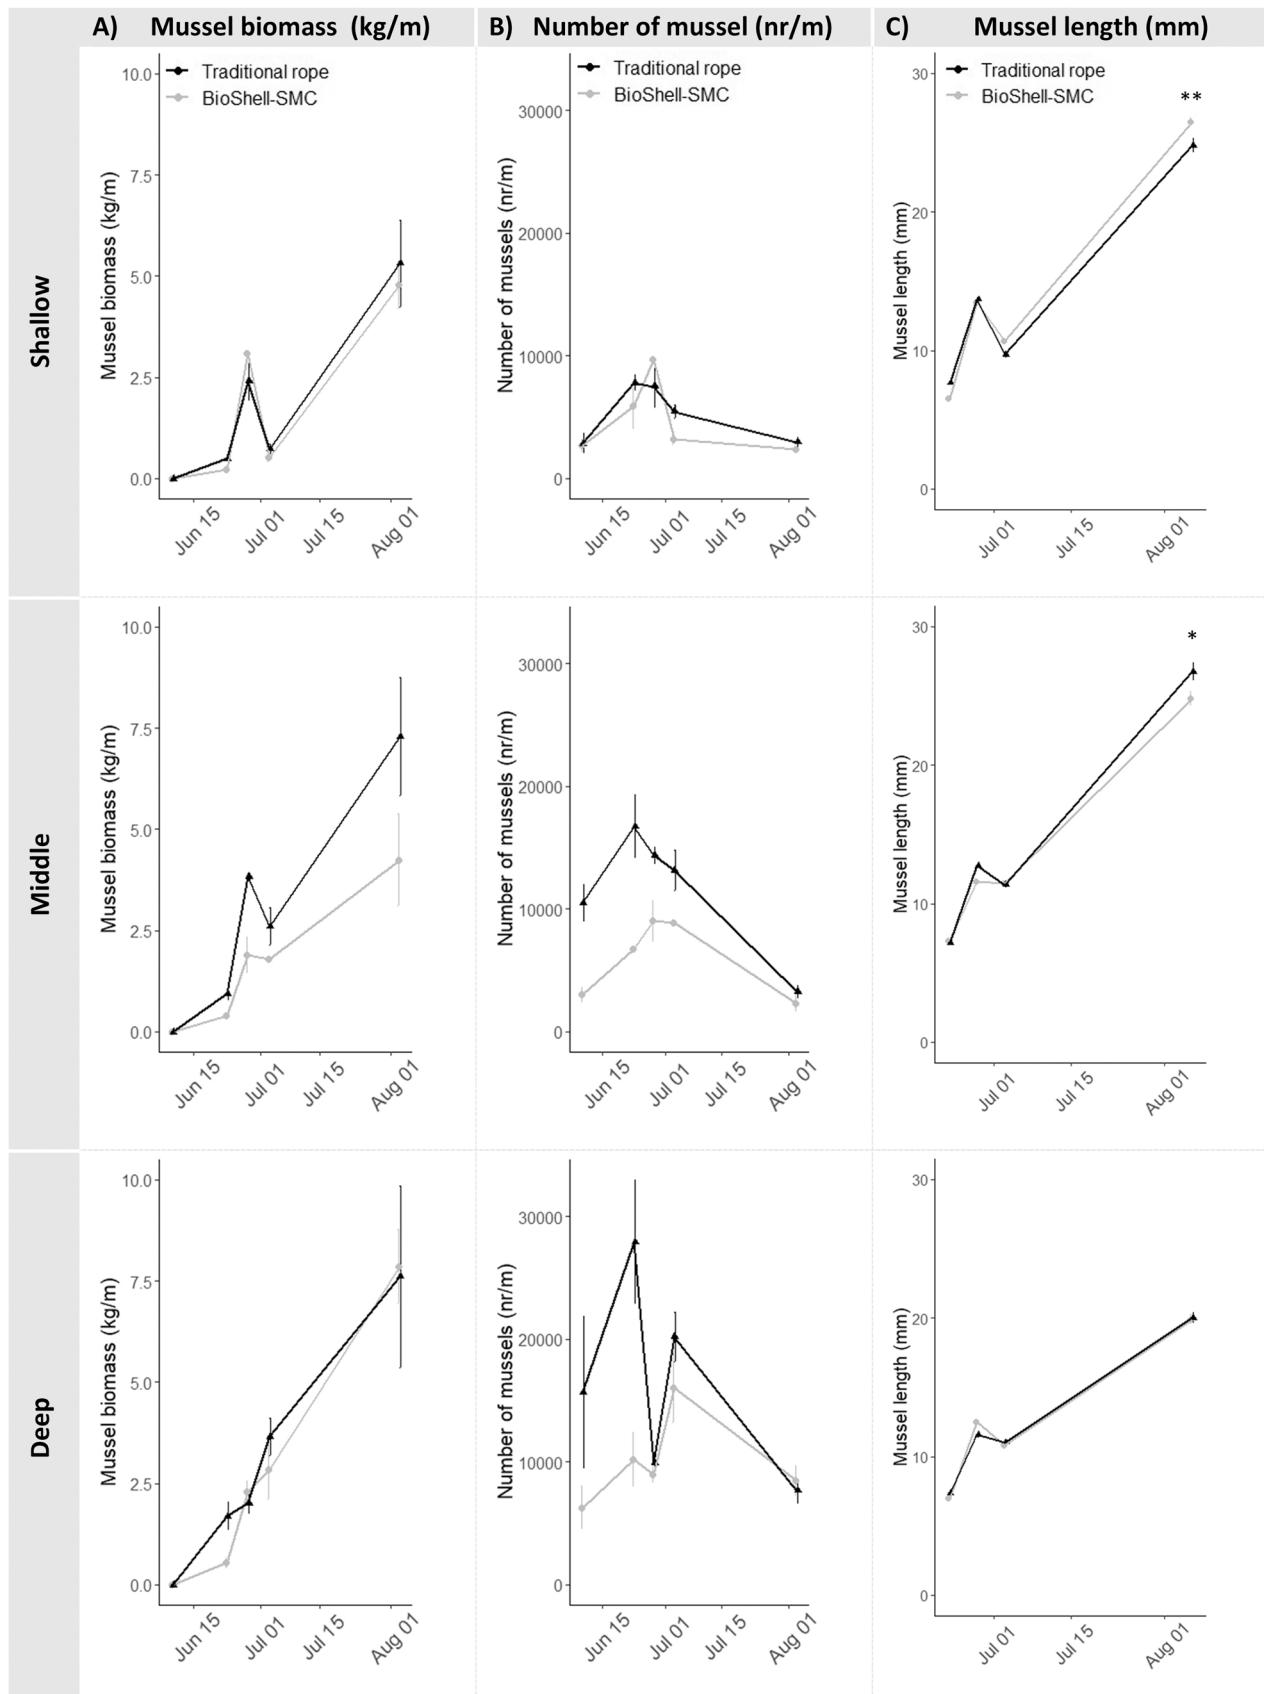 A) Mussel biomass (kg/m)
B) Number of mussel (nr/m)
C) Mussel length (mm)
Shallow
Mussel biomass (kg/m)
10.0
7.5
5.0
2.5
0.0
Traditional rope
BioShell-SMC
Jun 15
Jul 01
Jul 15
Aug 01
Number of mussels (nr/m)
30000
20000
10000
0
Traditional rope
BioShell-SMC
Jun 15
Jul 01
Jul 15
Aug 01
Mussel length (mm)
30
20
10
0
Traditional rope
BioShell-SMC
**
Jul 01
Jul 15
Aug 01
Middle
Mussel biomass (kg/m)
10.0
7.5
5.0
2.5
0.0
Jun 15
Jul 01
Jul 15
Aug 01
Number of mussels (nr/m)
30000
20000
10000
0
Jun 15
Jul 01
Jul 15
Aug 01
Mussel length (mm)
30
20
10
0
*
Jul 01
Jul 15
Aug 01
Deep
Mussel biomass (kg/m)
10.0
7.5
5.0
2.5
0.0
Jun 15
Jul 01
Jul 15
Aug 01
Number of mussels (nr/m)
30000
20000
10000
0
Jun 15
Jul 01
Jul 15
Aug 01
Mussel length (mm)
30
20
10
0
Jul 01
Jul 15
Aug 01